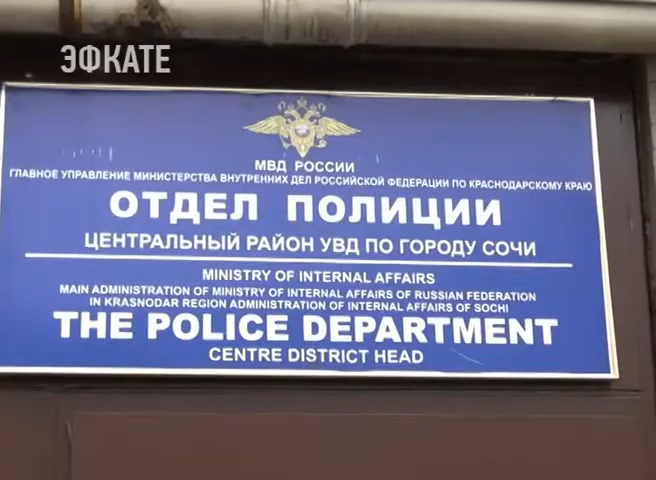 ЭФКАТЕ
МВД РОССИИ
ГЛАВНОЕ УПРАВЛЕНИЕ МИНИСТЕРСТВА ВНУТРЕННИХ ДЕЛ РОССИЙСКОЙ ФЕДЕРАЦИИ ПО КРАСНОДАРСКОМУ КРАЮ
ОТДЕЛ ПОЛИЦИИ
ЦЕНТРАЛЬНЫЙ РАЙОН УВД ПО ГОРОДУ СОЧИ
MINISTRY OF INTERNAL AFFAIRS
MAIN ADMINISTRATION OF MINISTRY OF INTERNAL AFFAIRS OF RUSSIAN FEDERATION
IN KRASNODAR REGION ADMINISTRATION OF INTERNAL AFFAIRS OF SOCHI
THE POLICE DEPARTMENT
CENTRE DISTRICT HEAD